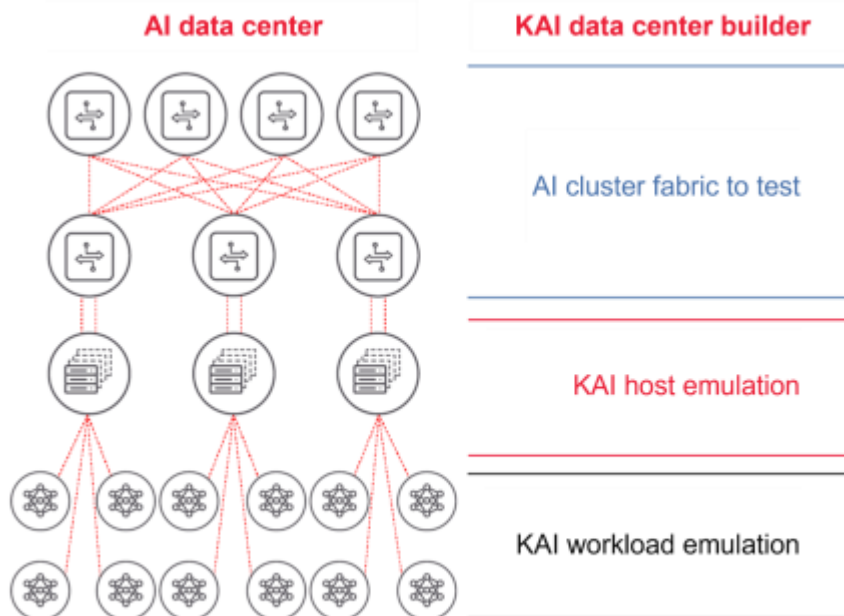 AI data center
KAI data center builder
AI cluster fabric to test
KAI host emulation
KAI workload emulation